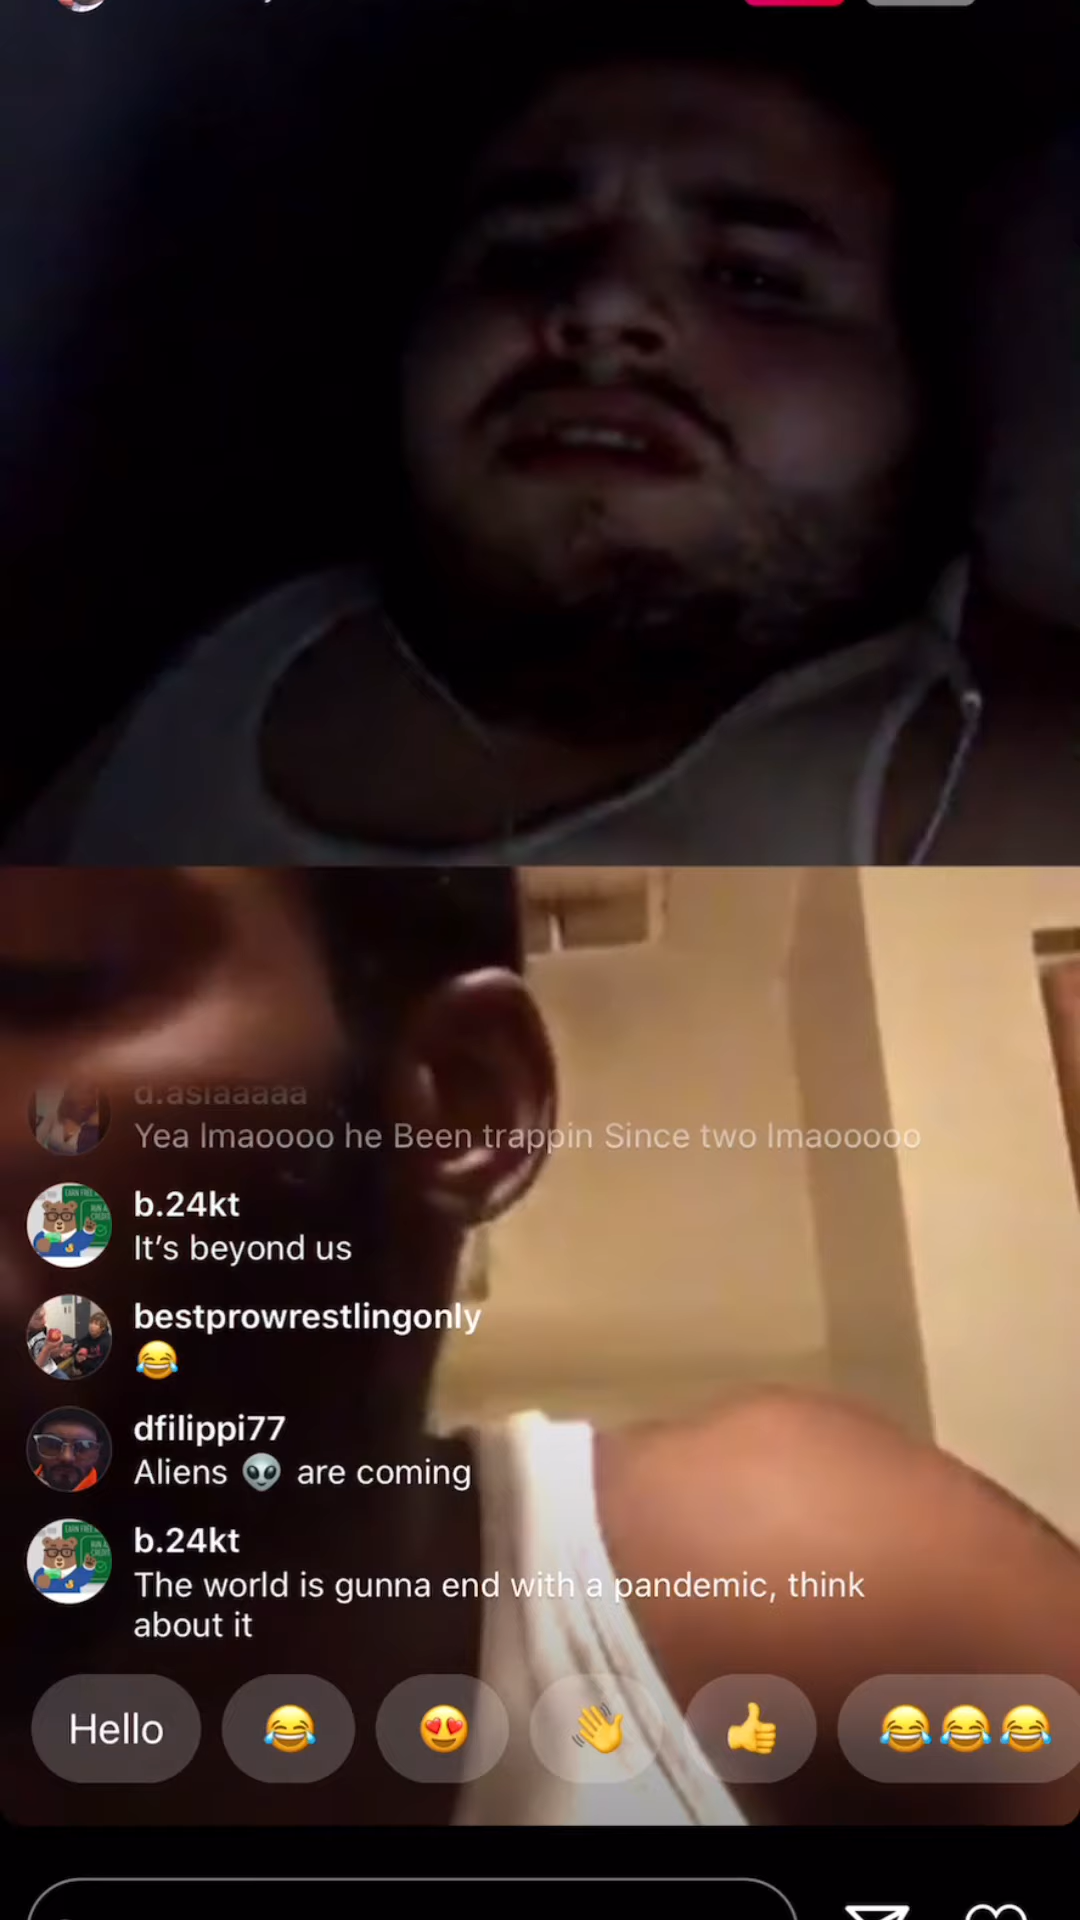 d.asiaaaaa
Yea lmaoooo he Been trappin Since two lmaooooo
b.24kt
It’s beyond us
bestprowrestlingonly
😂
dfilippi77
Aliens 👽 are coming
b.24kt
The world is gunna end with a pandemic, think
about it
Hello 😂 😍 👋 👍 😂😂😂